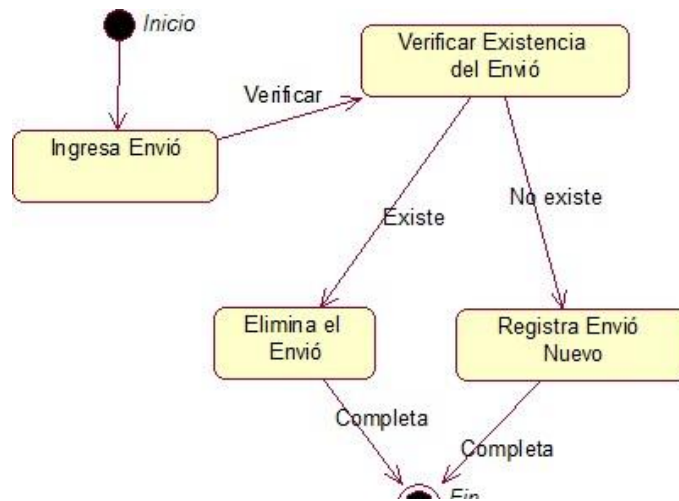 Inicio
Verificar Existencia
del Envió
Verificar
Ingresa Envió
Existe
No existe
Elimina el
Envió
Registra Envió
Nuevo
Completa
Completa
Fin